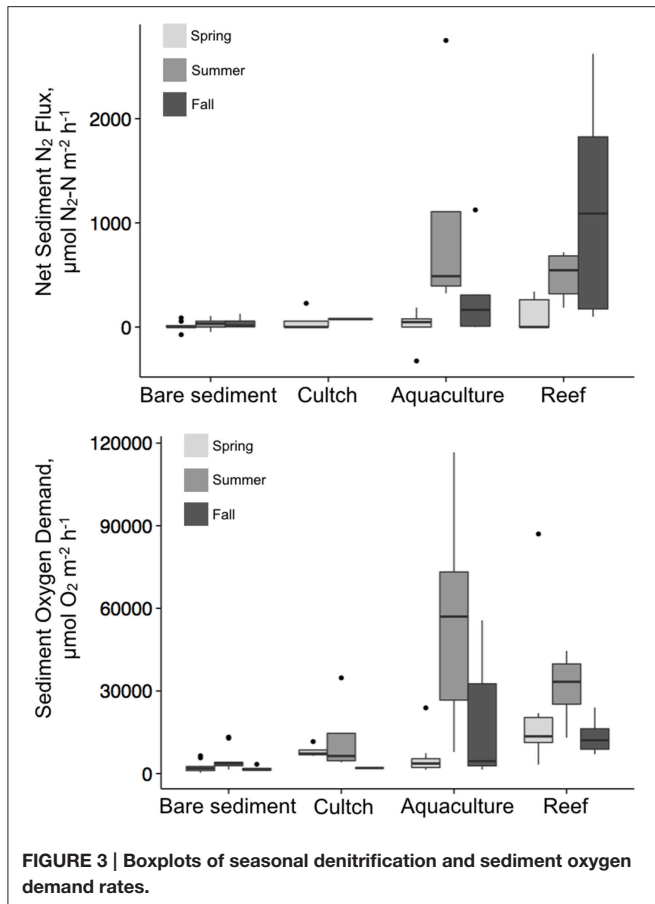 Net Sediment N₂ Flux,
µmol N₂-N m⁻² h⁻¹
2000
1000
0
Spring
Summer
Fall
Bare sediment Cultch Aquaculture Reef
Sediment Oxygen Demand,
µmol O₂ m⁻² h⁻¹
120000
90000
60000
30000
0
Spring
Summer
Fall
Bare sediment Cultch Aquaculture Reef
FIGURE 3 | Boxplots of seasonal denitrification and sediment oxygen
demand rates.